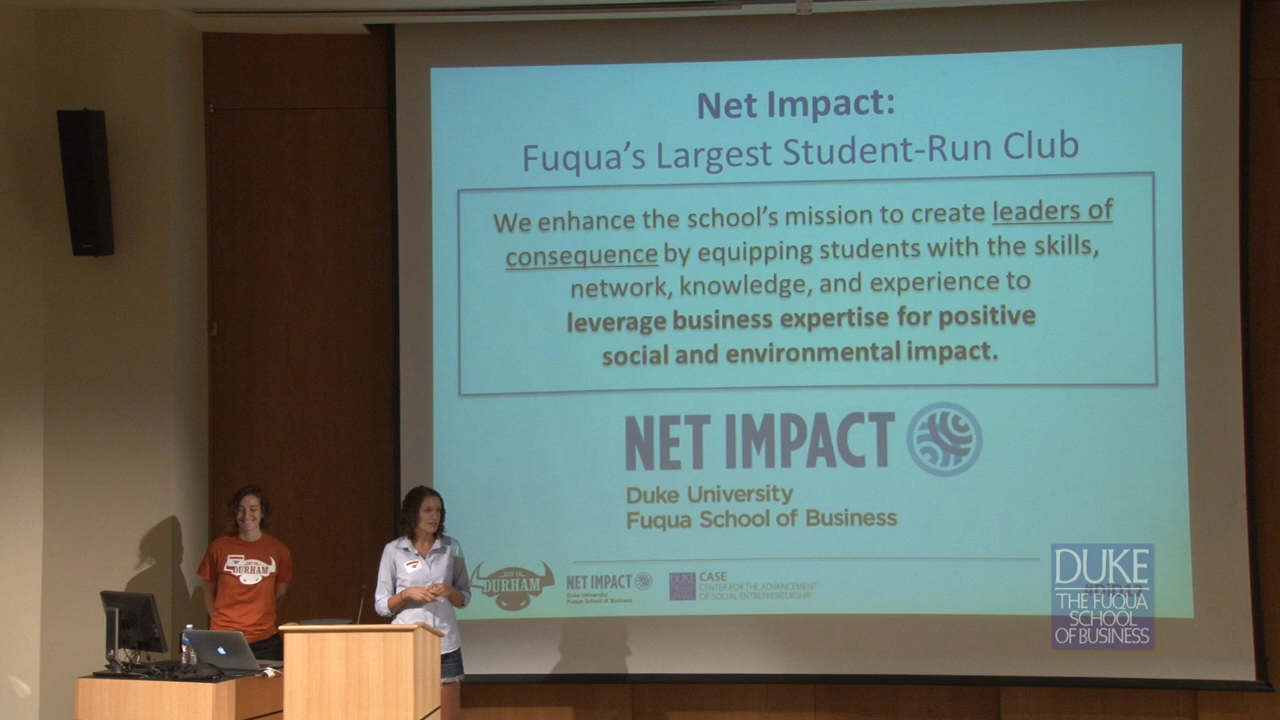 Net Impact:
Fuqua's Largest Student-Run Club
We enhance the school's mission to create leaders of
consequence by equipping students with the skills,
network, knowledge, and experience to
leverage business expertise for positive
social and environmental impact.
NET IMPACT
Duke University
Fuqua School of Business
DURHAM
DURHAM
NET IMPACT
Duke University
Fuqua School of Business
DUKE
CASE
CENTER FOR THE ADVANCEMENT
OF SOCIAL ENTREPRENEURSHIP
DUKE
THE FUQUA
SCHOOL
OF BUSINESS